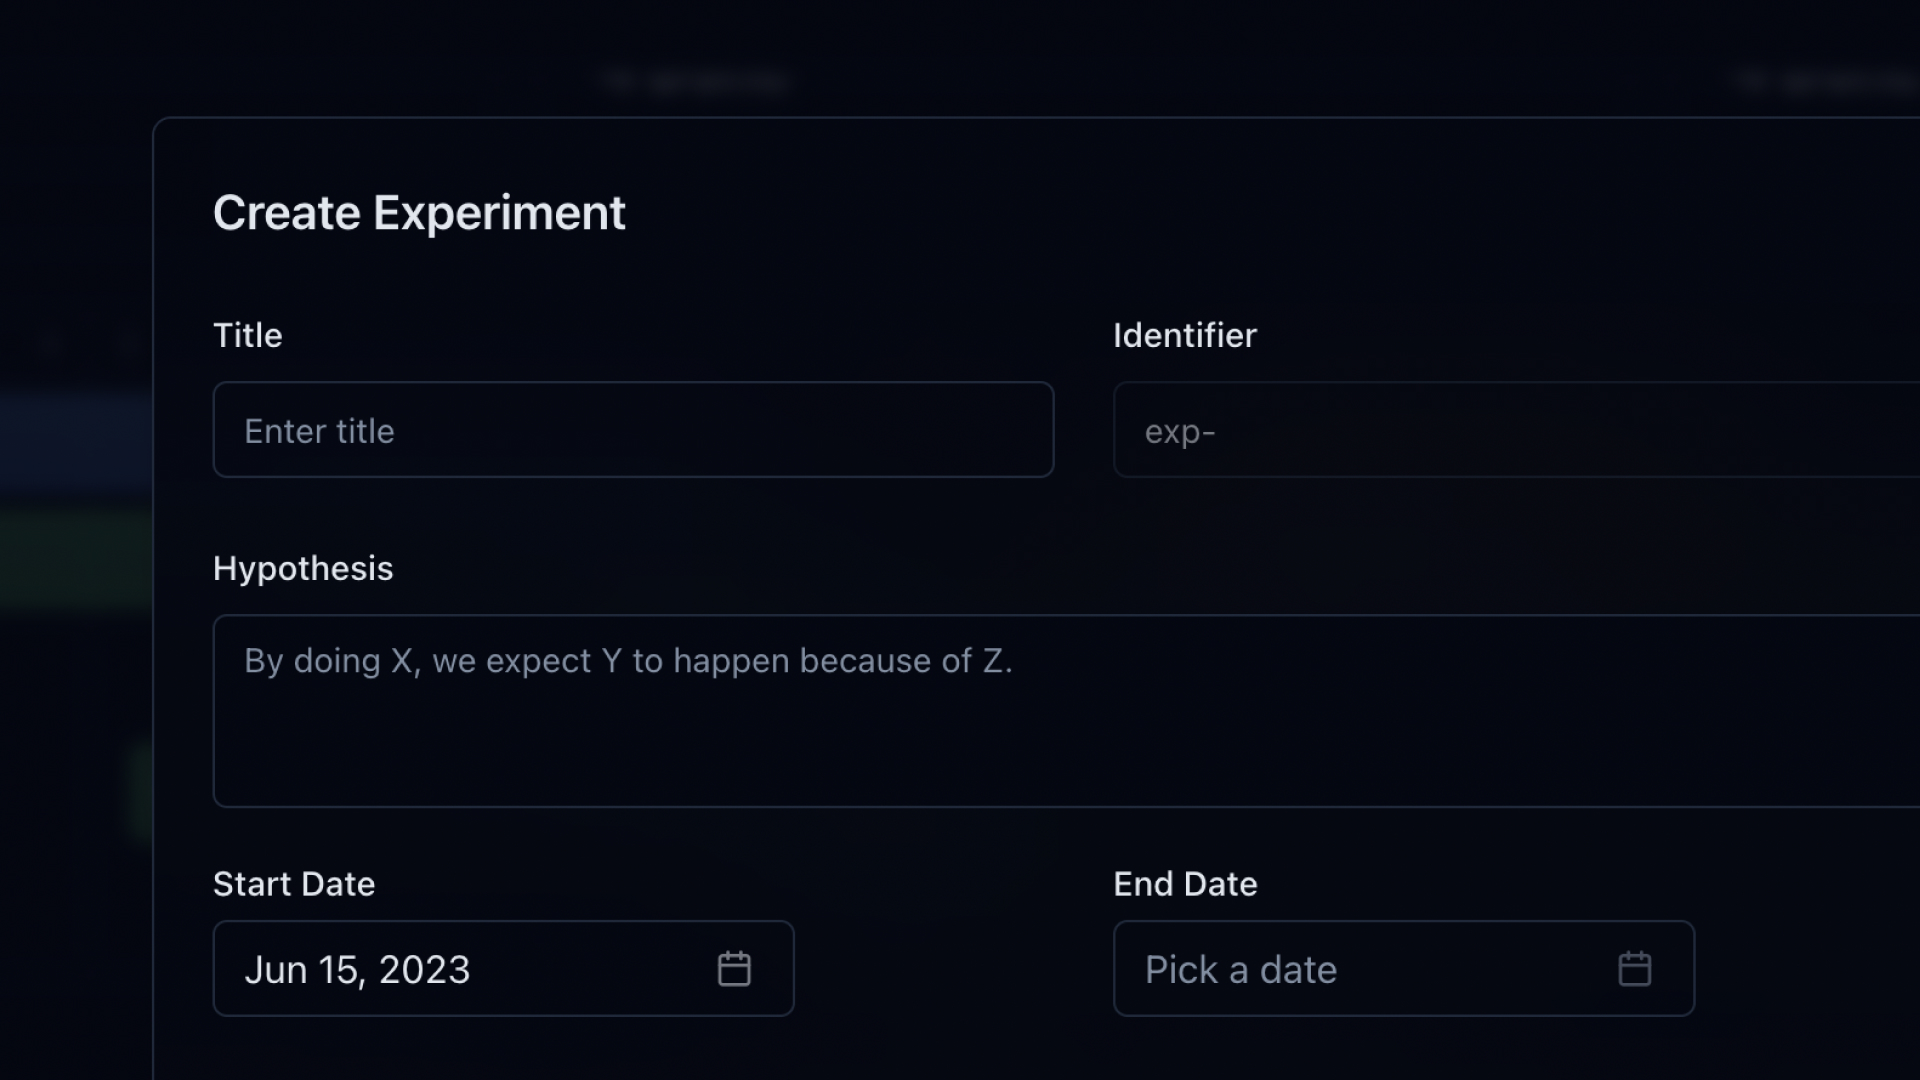 Create Experiment
Title
Identifier
Enter title
exp-
Hypothesis
By doing X, we expect Y to happen because of Z.
Start Date
End Date
Jun 15, 2023
Pick a date